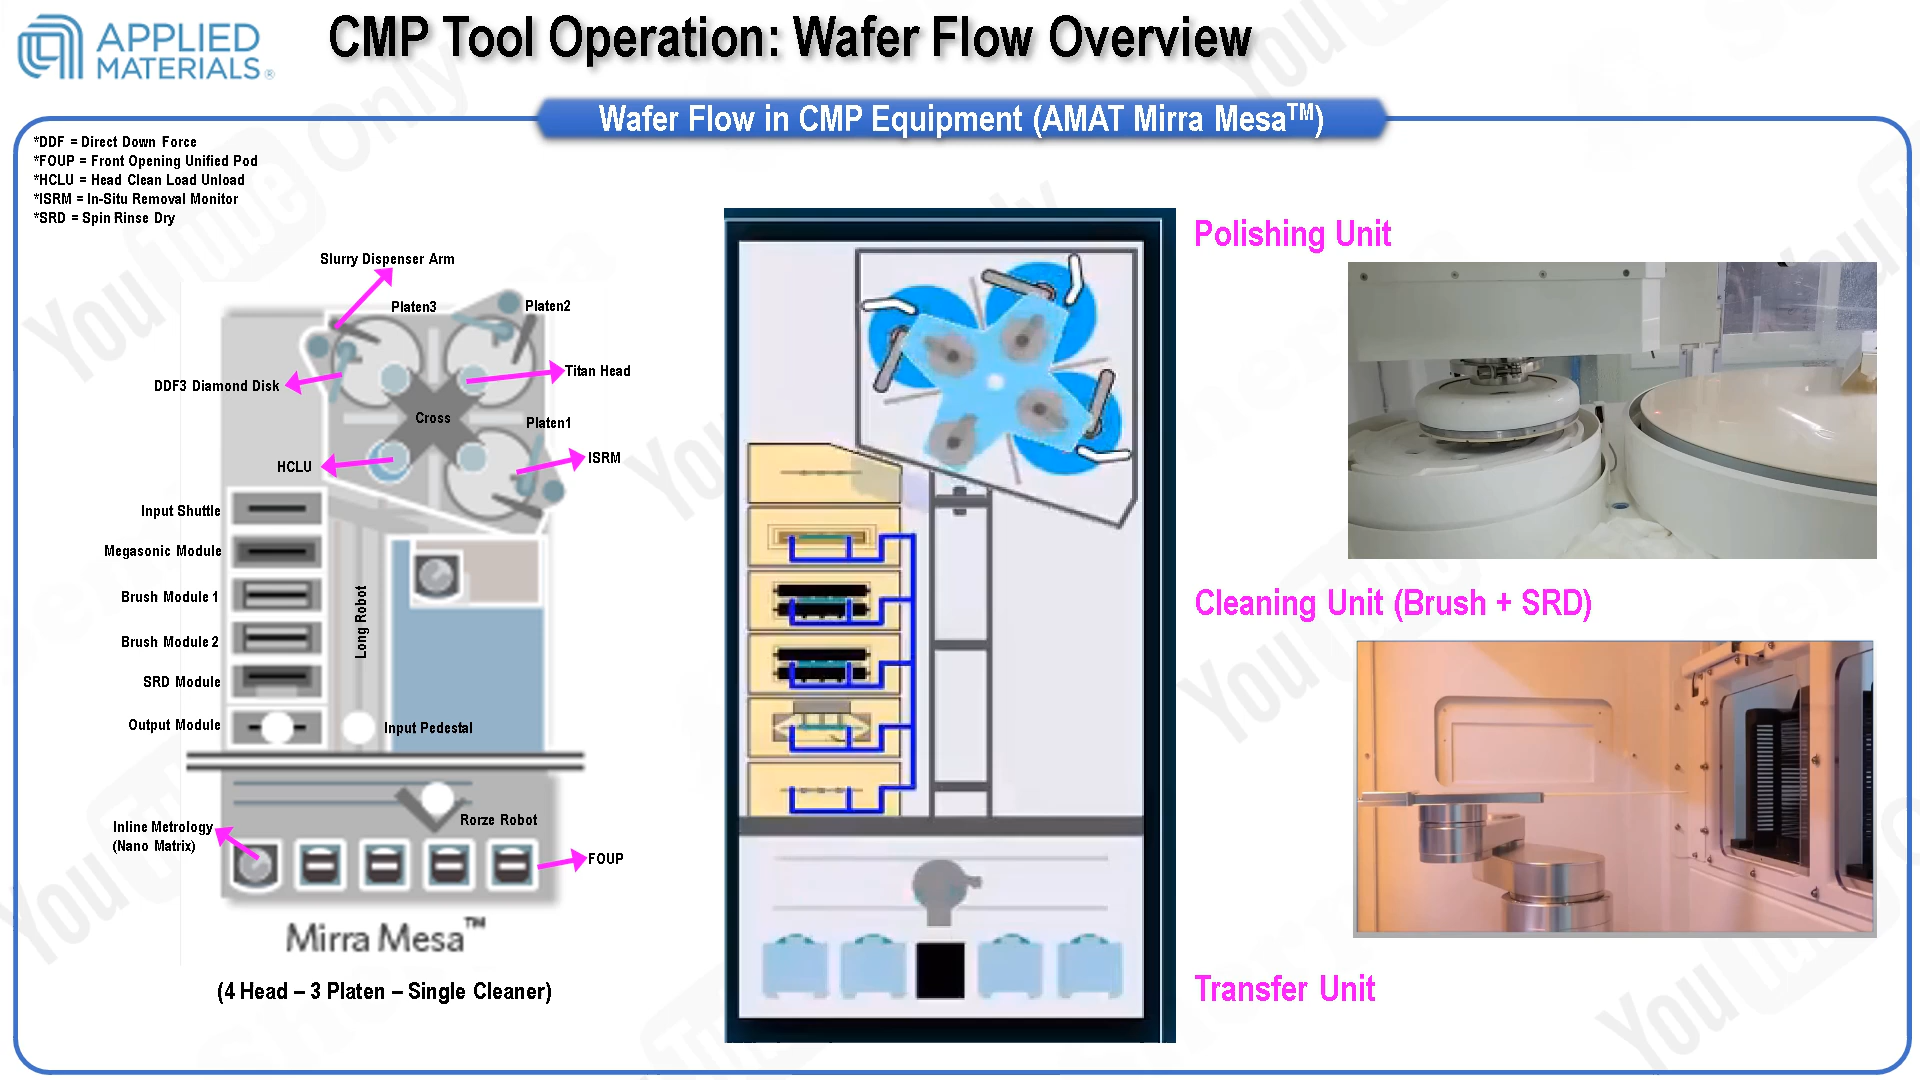 APPLIED
MATERIALS®
CMP Tool Operation: Wafer Flow Overview
Wafer Flow in CMP Equipment (AMAT Mirra Mesa™)
*DDF = Direct Down Force
*FOUP = Front Opening Unified Pod
*HCLU = Head Clean Load Unload
*ISRM = In-Situ Removal Monitor
*SRD = Spin Rinse Dry
Slurry Dispenser Arm
Platen3
Platen2
Titan Head
DDF3 Diamond Disk
Cross
Platen1
HCLU
ISRM
Input Shuttle
Megasonic Module
Brush Module 1
Brush Module 2
SRD Module
Output Module
Long Robot
Input Pedestal
Rorze Robot
Inline Metrology
(Nano Matrix)
FOUP
Mirra Mesa™
(4 Head – 3 Platen – Single Cleaner)
Polishing Unit
Cleaning Unit (Brush + SRD)
Transfer Unit
YouTube Only